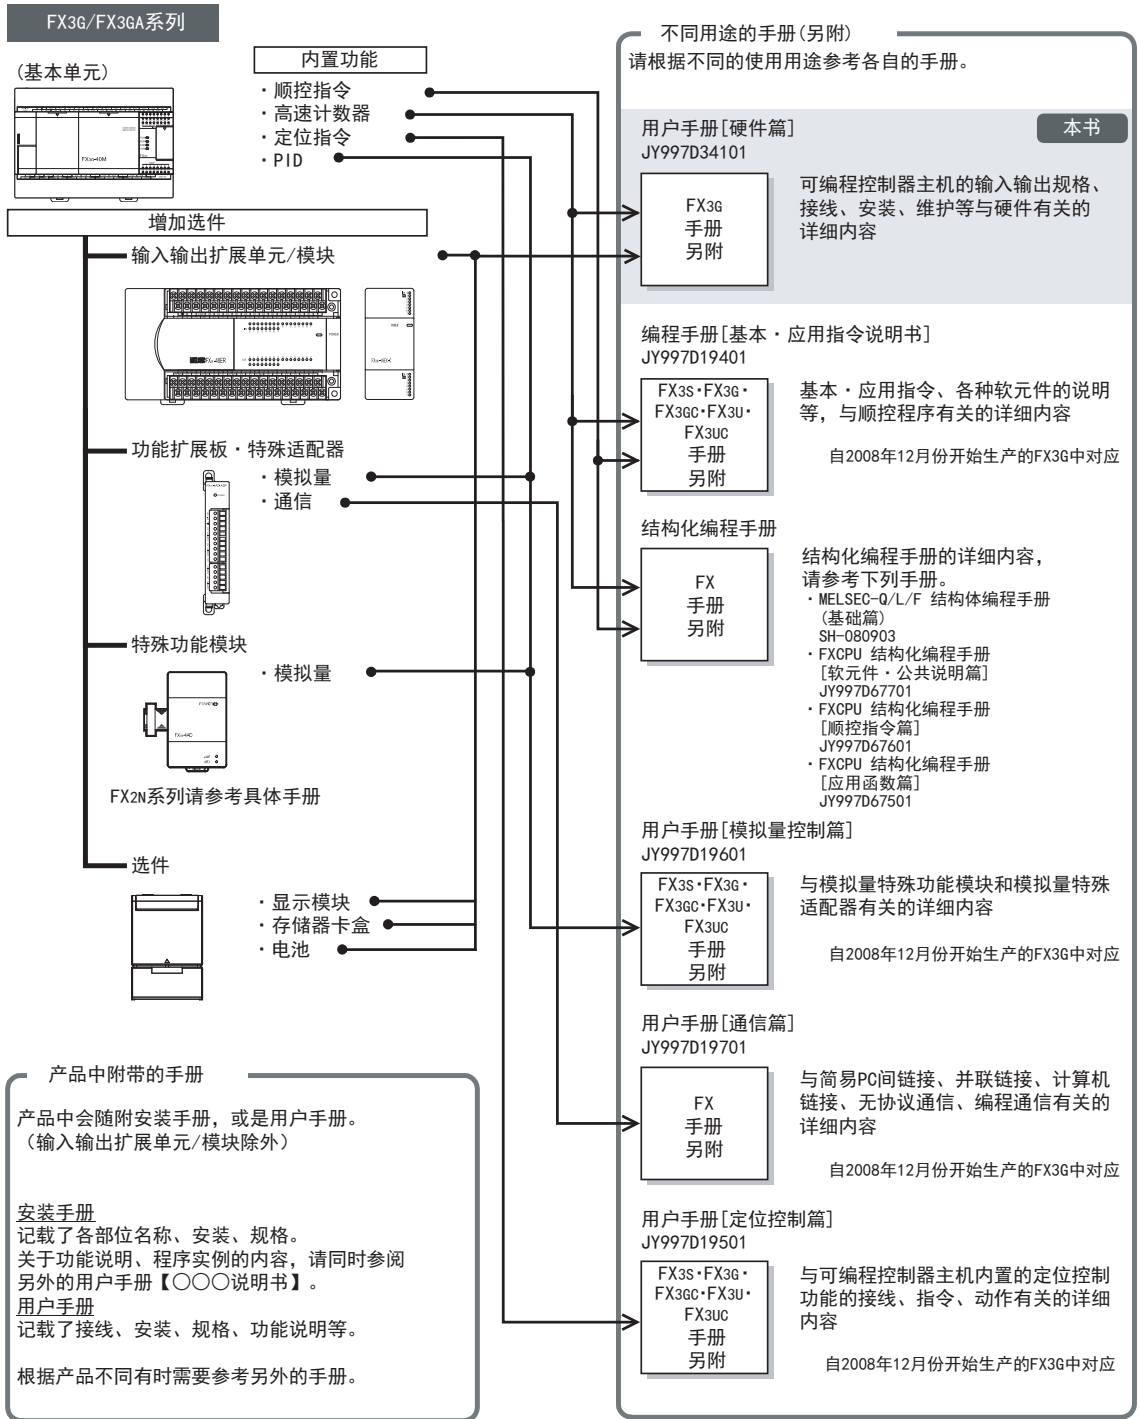 FX3G/FX3GA系列
(基本单元)
FX3G-40M
内置功能
·顺控指令
·高速计数器
·定位指令
·PID
增加选件
输入输出扩展单元/模块
功能扩展板·特殊适配器
·模拟量
·通信
特殊功能模块
·模拟量
FX2N系列请参考具体手册
选件
·显示模块
·存储器卡盒
·电池
产品中附带的手册
产品中会随附安装手册，或是用户手册。
（输入输出扩展单元/模块除外）
安装手册
记载了各部位名称、安装、规格。
关于功能说明、程序实例的内容，请同时参阅
另外的用户手册【〇〇〇说明书】。
用户手册
记载了接线、安装、规格、功能说明等。
根据产品不同有时需要参考另外的手册。
不同用途的手册(另附)
请根据不同的使用用途参考各自的手册。
用户手册[硬件篇]
本书
JY997D34101
FX3G
手册
另附
可编程控制器主机的输入输出规格、
接线、安装、维护等与硬件有关的
详细内容
编程手册[基本·应用指令说明书]
JY997D19401
FX3S·FX3G·
FX3GC·FX3U·
FX3UC
手册
另附
基本·应用指令、各种软元件的说明
等，与顺控程序有关的详细内容
自2008年12月份开始生产的FX3G中对应
结构化编程手册
FX
手册
另附
结构化编程手册的详细内容，
请参考下列手册。
·MELSEC-Q/L/F 结构体编程手册
(基础篇)
SH-080903
·FXCPU 结构化编程手册
[软元件·公共说明篇]
JY997D67701
·FXCPU 结构化编程手册
[顺控指令篇]
JY997D67601
·FXCPU 结构化编程手册
[应用函数篇]
JY997D67501
用户手册[模拟量控制篇]
JY997D19601
FX3S·FX3G·
FX3GC·FX3U·
FX3UC
手册
另附
与模拟量特殊功能模块和模拟量特殊
适配器有关的详细内容
自2008年12月份开始生产的FX3G中对应
用户手册[通信篇]
JY997D19701
FX
手册
另附
与简易PC间链接、并联链接、计算机
链接、无协议通信、编程通信有关的
详细内容
自2008年12月份开始生产的FX3G中对应
用户手册[定位控制篇]
JY997D19501
FX3S·FX3G·
FX3GC·FX3U·
FX3UC
手册
另附
与可编程控制器主机内置的定位控制
功能的接线、指令、动作有关的详细
内容
自2008年12月份开始生产的FX3G中对应